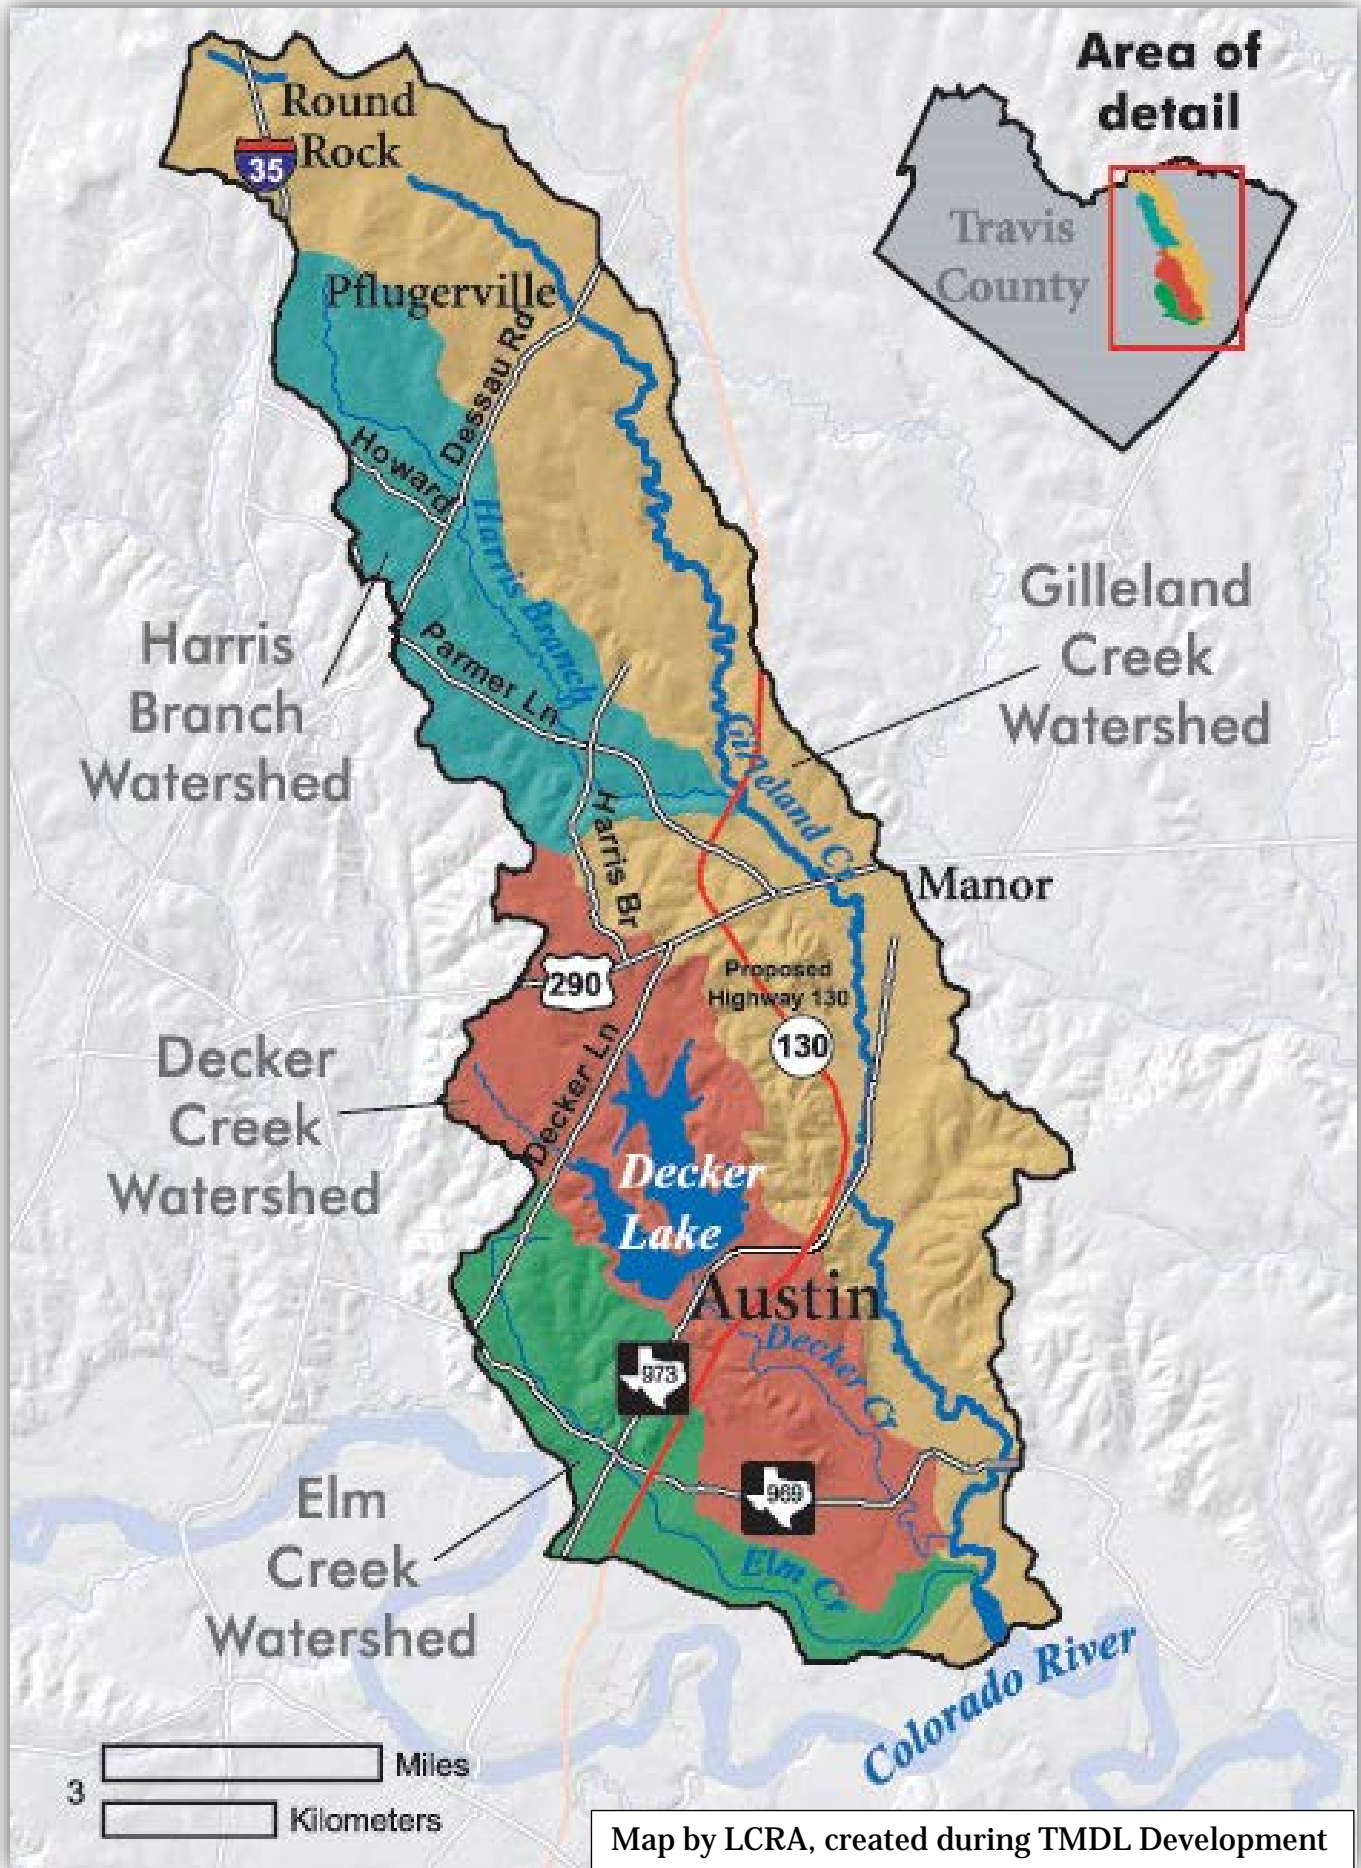 Area of
detail
Travis
County
Round
Rock
35
Pflugerville
Dessau Rd
Howard
Harris Branch
Gilleland
Creek
Watershed
Harris
Branch
Watershed
Parmer Ln
Gilleland Cr
Harris Br
Manor
290
Proposed
Highway 130
130
Decker
Creek
Watershed
Decker Ln
Decker
Lake
Austin
Decker Cr
973
969
Elm
Creek
Watershed
Elm Cr
Colorado River
3
Miles
Kilometers
Map by LCRA, created during TMDL Development